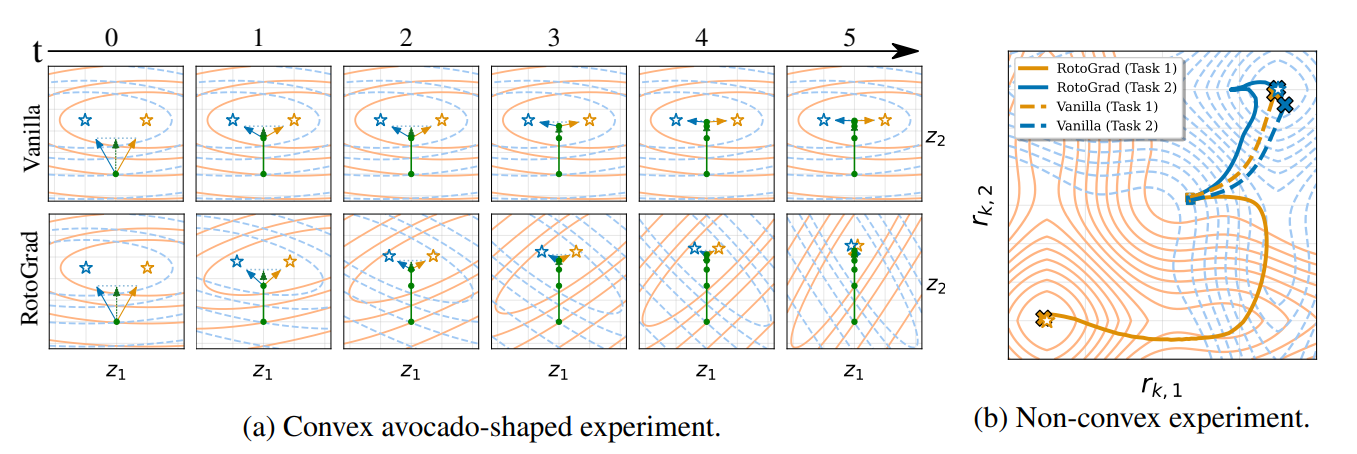 t 0 1 2 3 4 5
Vanilla
z₂
RotoGrad
z₂
z₁ z₁ z₁ z₁ z₁ z₁
(a) Convex avocado-shaped experiment.
RotoGrad (Task 1)
RotoGrad (Task 2)
Vanilla (Task 1)
Vanilla (Task 2)
rₖ,₂
rₖ,₁
(b) Non-convex experiment.